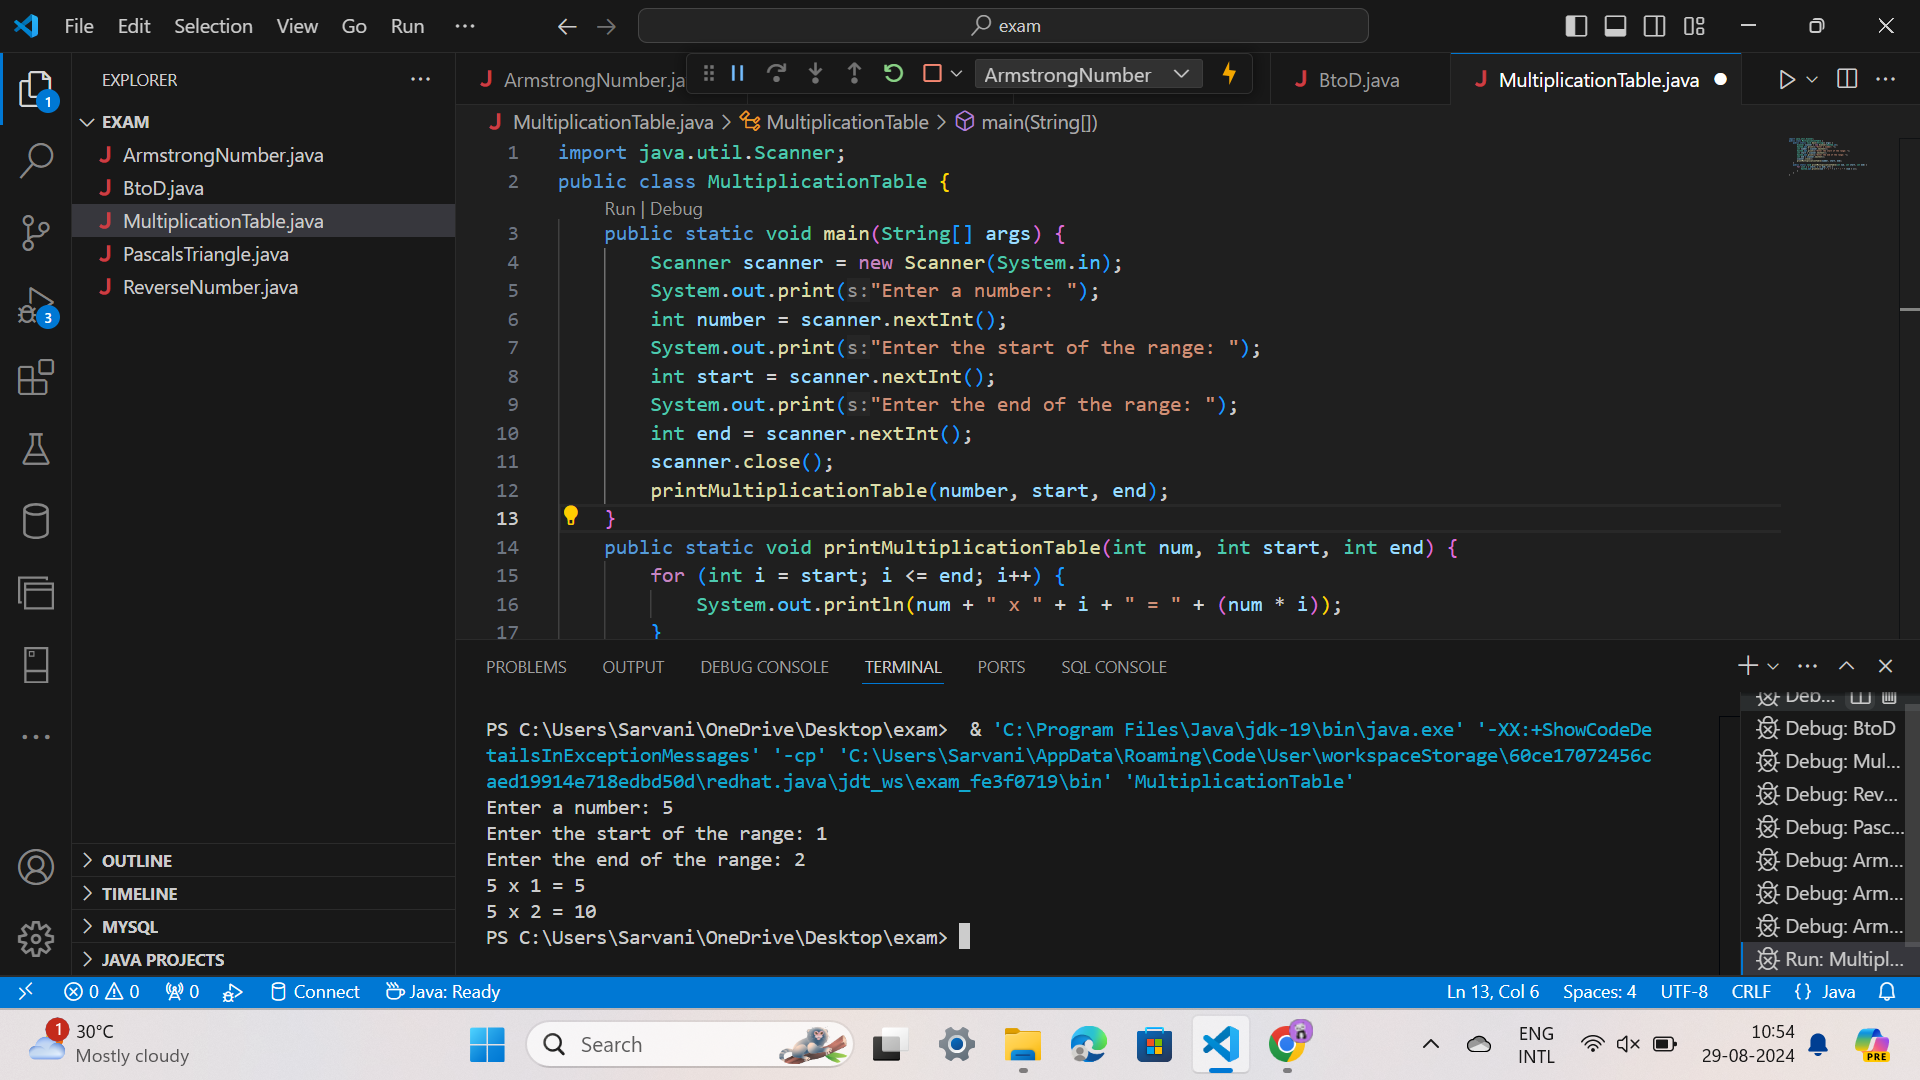 File Edit Selection View Go Run ···
exam
EXPLORER
EXAM
ArmstrongNumber.java
BtoD.java
MultiplicationTable.java
PascalsTriangle.java
ReverseNumber.java
OUTLINE
TIMELINE
MYSQL
JAVA PROJECTS
1
3
ArmstrongNumber.ja
ArmstrongNumber
BtoD.java
MultiplicationTable.java
MultiplicationTable.java > MultiplicationTable > main(String[])
1 import java.util.Scanner;
2 public class MultiplicationTable {
Run | Debug
3 public static void main(String[] args) {
4 Scanner scanner = new Scanner(System.in);
5 System.out.print(s:"Enter a number: ");
6 int number = scanner.nextInt();
7 System.out.print(s:"Enter the start of the range: ");
8 int start = scanner.nextInt();
9 System.out.print(s:"Enter the end of the range: ");
10 int end = scanner.nextInt();
11 scanner.close();
12 printMultiplicationTable(number, start, end);
13 }
14 public static void printMultiplicationTable(int num, int start, int end) {
15 for (int i = start; i <= end; i++) {
16 System.out.println(num + " x " + i + " = " + (num * i));
17 }
PROBLEMS OUTPUT DEBUG CONSOLE TERMINAL PORTS SQL CONSOLE
PS C:\Users\Sarvani\OneDrive\Desktop\exam> & 'C:\Program Files\Java\jdk-19\bin\java.exe' '-XX:+ShowCodeDe
tailsInExceptionMessages' '-cp' 'C:\Users\Sarvani\AppData\Roaming\Code\User\workspaceStorage\60ce17072456c
aed19914e718edbd50d\redhat.java\jdt_ws\exam_fe3f0719\bin' 'MultiplicationTable'
Enter a number: 5
Enter the start of the range: 1
Enter the end of the range: 2
5 x 1 = 5
5 x 2 = 10
PS C:\Users\Sarvani\OneDrive\Desktop\exam>
Deb...
Debug: BtoD
Debug: Mul...
Debug: Rev...
Debug: Pasc...
Debug: Arm...
Debug: Arm...
Debug: Arm...
Run: Multipl...
0 0 0 Connect Java: Ready
Ln 13, Col 6 Spaces: 4 UTF-8 CRLF {} Java
1
30°C
Mostly cloudy
Search
ENG
INTL
10:54
29-08-2024
PRE